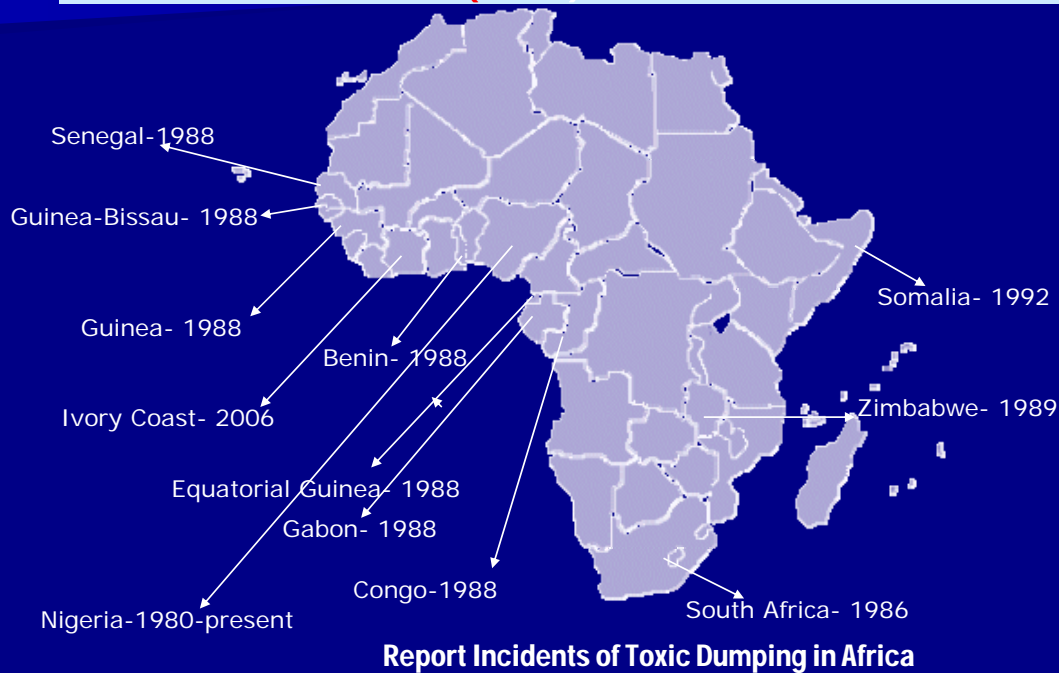 Senegal-1988
Guinea-Bissau- 1988
Somalia- 1992
Guinea- 1988
Benin- 1988
Ivory Coast- 2006
Zimbabwe- 1989
Equatorial Guinea- 1988
Gabon- 1988
Congo-1988
South Africa- 1986
Nigeria-1980-present
Report Incidents of Toxic Dumping in Africa